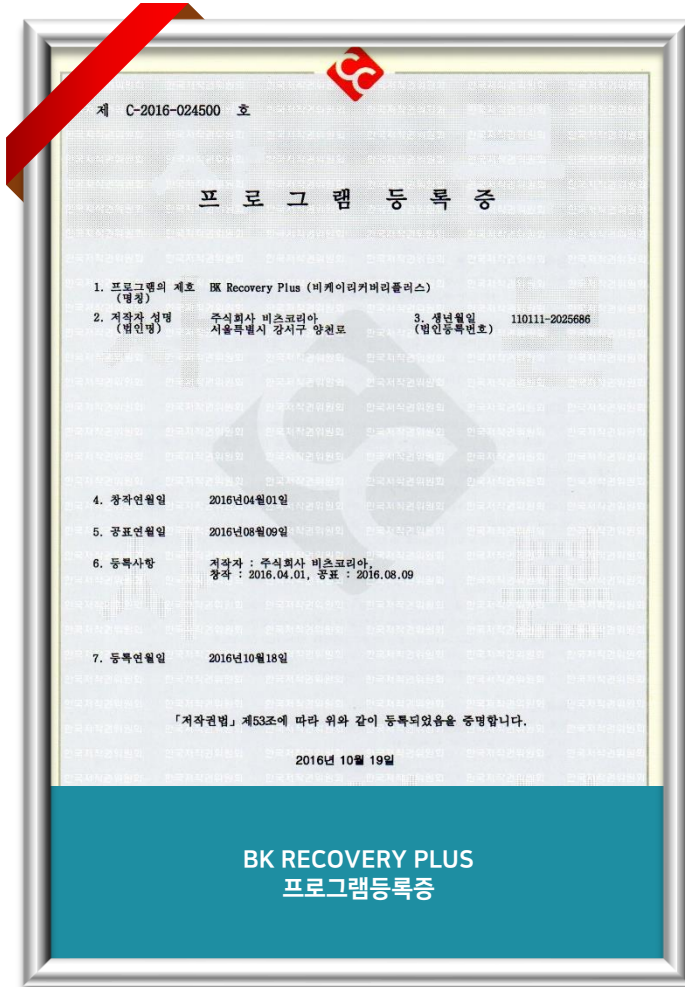 제 C-2016-024500 호
프로그램 등록증
1. 프로그램의 제호 BK Recovery Plus (비케이리커버리플러스)
(명칭)
2. 저작자 성명 주식회사 비츠코리아 3. 생년월일 110111-2025686
(법인명) 서울특별시 강서구 양천로 (법인등록번호)
4. 창작연월일 2016년04월01일
5. 공표연월일 2016년08월09일
6. 등록사항 저작자 : 주식회사 비츠코리아,
창작 : 2016.04.01, 공표 : 2016.08.09
7. 등록연월일 2016년10월18일
「저작권법」제53조에 따라 위와 같이 등록되었음을 증명합니다.
2016년 10월 19일
BK RECOVERY PLUS
프로그램등록증